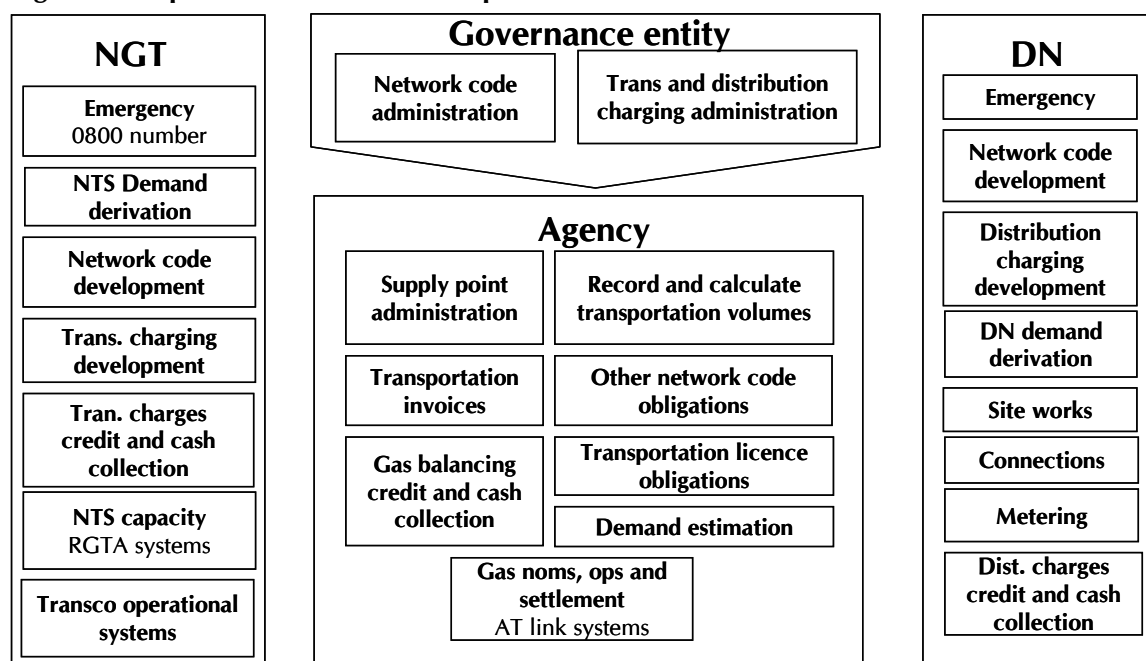 NGT
Emergency
0800 number
NTS Demand
derivation
Network code
development
Trans. charging
development
Tran. charges
credit and cash
collection
NTS capacity
RGTA systems
Transco operational
systems
Governance entity
Network code
administration
Trans and distribution
charging administration
Agency
Supply point
administration
Record and calculate
transportation volumes
Transportation
invoices
Other network code
obligations
Gas balancing
credit and cash
collection
Transportation licence
obligations
Demand estimation
Gas noms, ops and
settlement
AT link systems
DN
Emergency
Network code
development
Distribution
charging
development
DN demand
derivation
Site works
Connections
Metering
Dist. charges
credit and cash
collection